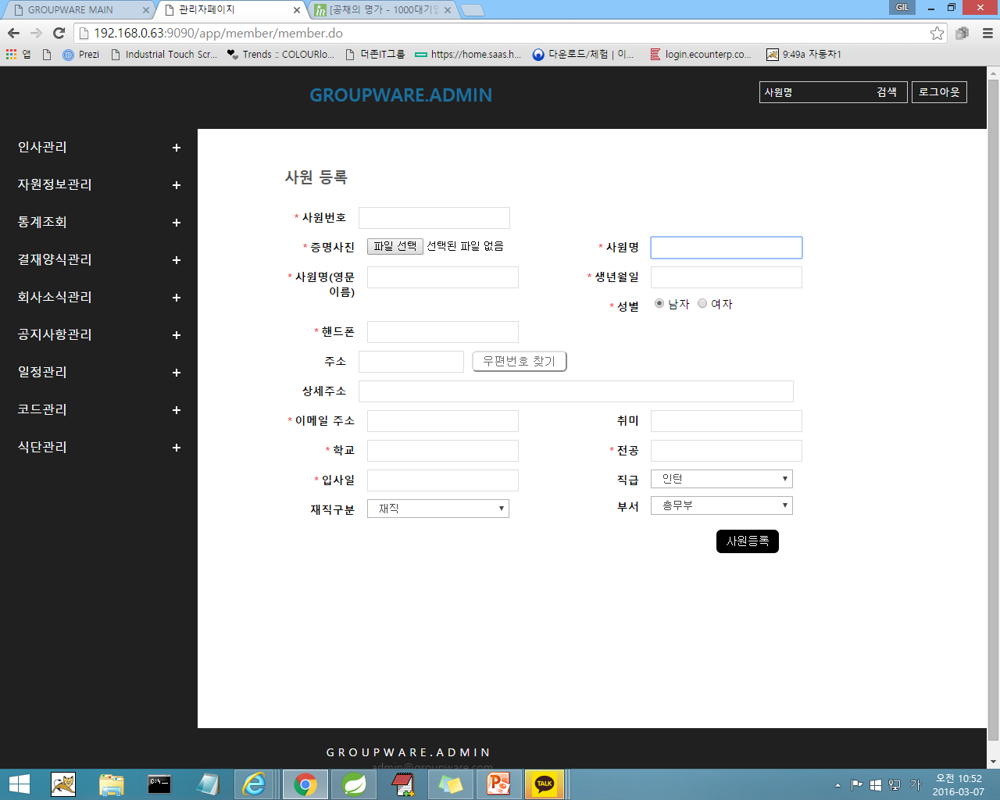 GROUPWARE MAIN
관리자페이지
[공채의 명가 - 1000대기업
GIL
192.168.0.63:9090/app/member/member.do
앱
Prezi
Industrial Touch Scr...
Trends :: COLOURlo...
더존IT그룹
https://home.saas.h...
다운로드/체험 | 이...
login.ecounterp.co...
9:49a 자동차1
GROUPWARE.ADMIN
사원명 검색
로그아웃
인사관리 +
자원정보관리 +
통계조회 +
결재양식관리 +
회사소식관리 +
공지사항관리 +
일정관리 +
코드관리 +
식단관리 +
사원 등록
* 사원번호
* 증명사진 파일 선택 선택된 파일 없음
* 사원명
* 사원명(영문
이름)
* 생년월일
* 성별 남자 여자
* 핸드폰
주소 우편번호 찾기
상세주소
* 이메일 주소
취미
* 학교
* 전공
* 입사일
직급 인턴
재직구분 재직
부서 총무부
사원등록
GROUPWARE.ADMIN
admin@groupware.com
C:\_
TALK
가
오전 10:52
2016-03-07